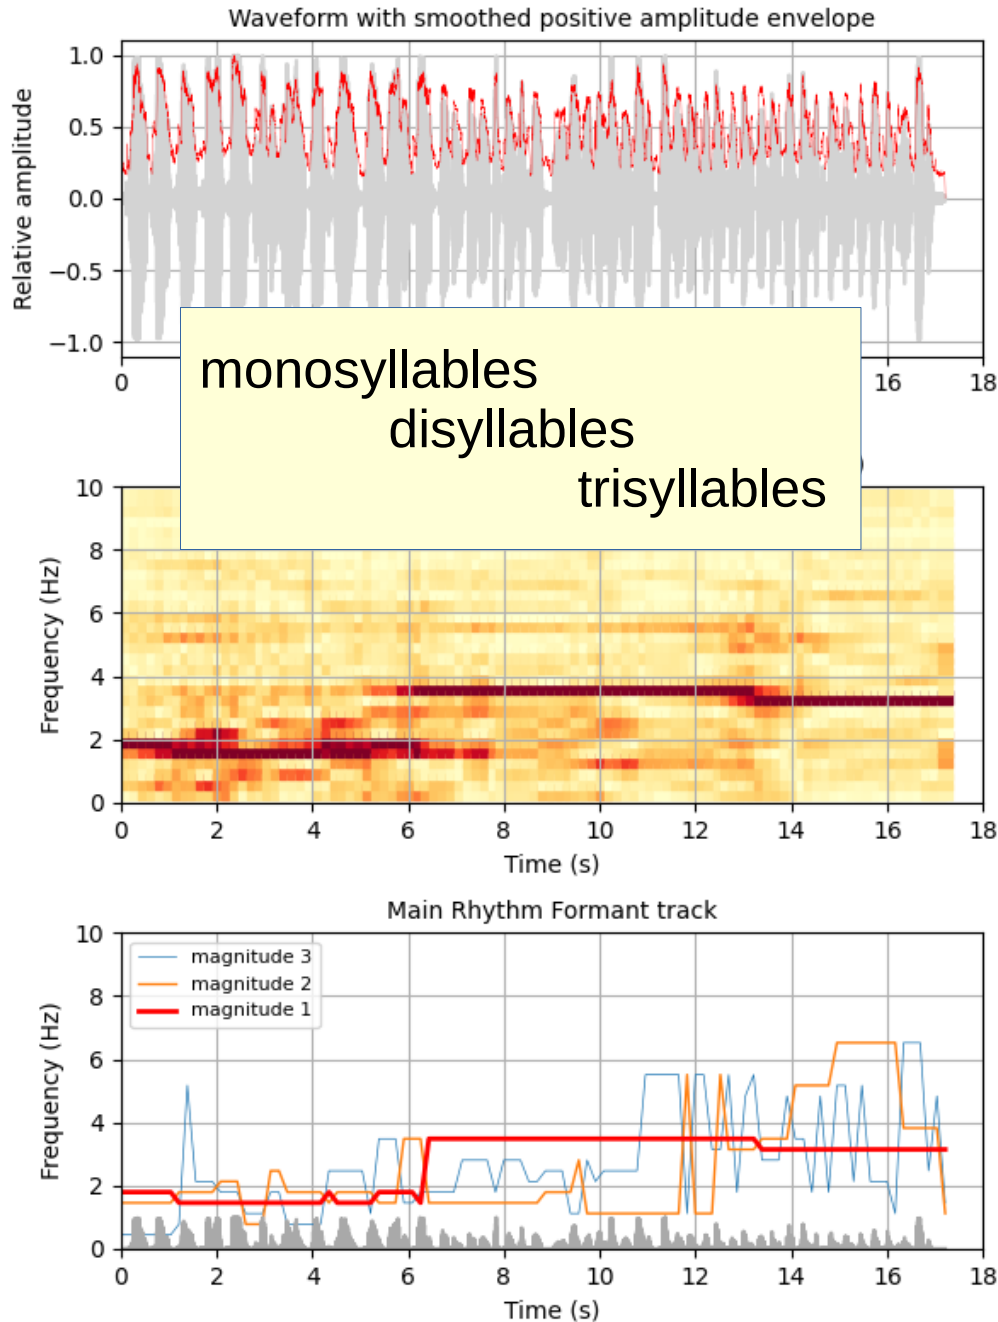 Waveform with smoothed positive amplitude envelope
1.0
0.5
0.0
−0.5
−1.0
Relative amplitude
0 16 18
monosyllables
disyllables
trisyllables
10
8
6
4
2
0
Frequency (Hz)
0 2 4 6 8 10 12 14 16 18
Time (s)
Main Rhythm Formant track
10
8
6
4
2
0
Frequency (Hz)
magnitude 3
magnitude 2
magnitude 1
0 2 4 6 8 10 12 14 16 18
Time (s)